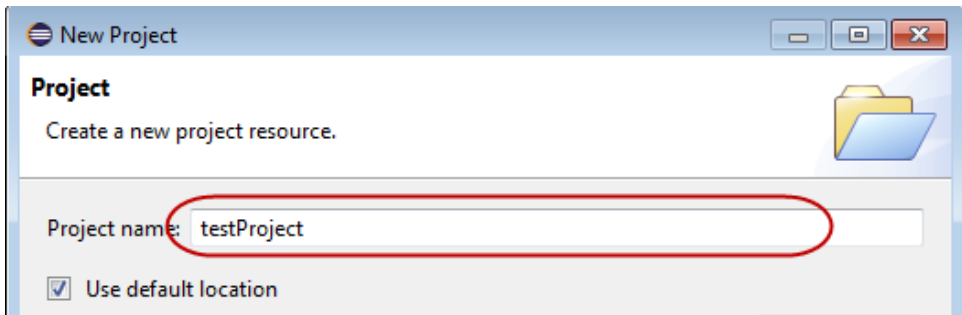 New Project
Project
Create a new project resource.
Project name: testProject
Use default location